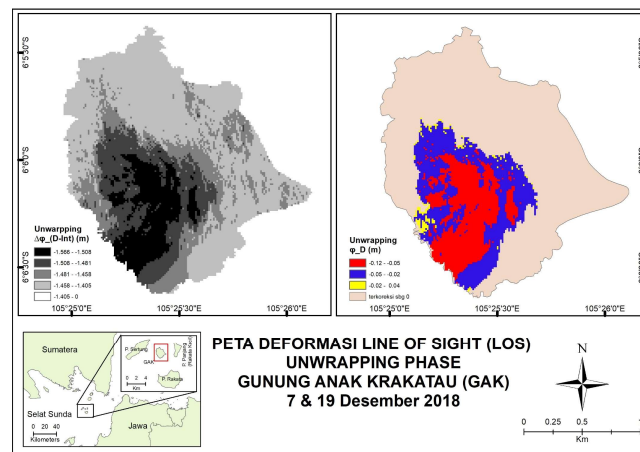 6°5'30"S
6°6'0"S
6°6'30"S
Unwarpping
Δφ_(D-Int) (m)
-1.566 - -1.508
-1.508 - -1.481
-1.481 - -1.458
-1.458 - -1.405
-1.405 - 0
105°25'0"E
105°25'30"E
105°26'0"E
Unwrapping
φ_D (m)
-0.12 - -0.05
-0.05 - -0.02
-0.02 - 0.04
terkoreksi sbg 0
105°25'0"E
105°25'30"E
105°26'0"E
Sumatera
Selat Sunda
Jawa
0 20 40
Kilometers
P. Sertung
GAK
P. Rakata
0 2 4
Km
PETA DEFORMASI LINE OF SIGHT (LOS)
UNWRAPPING PHASE
GUNUNG ANAK KRAKATAU (GAK)
7 & 19 Desember 2018
N
0 0.25 0.5 1
Km